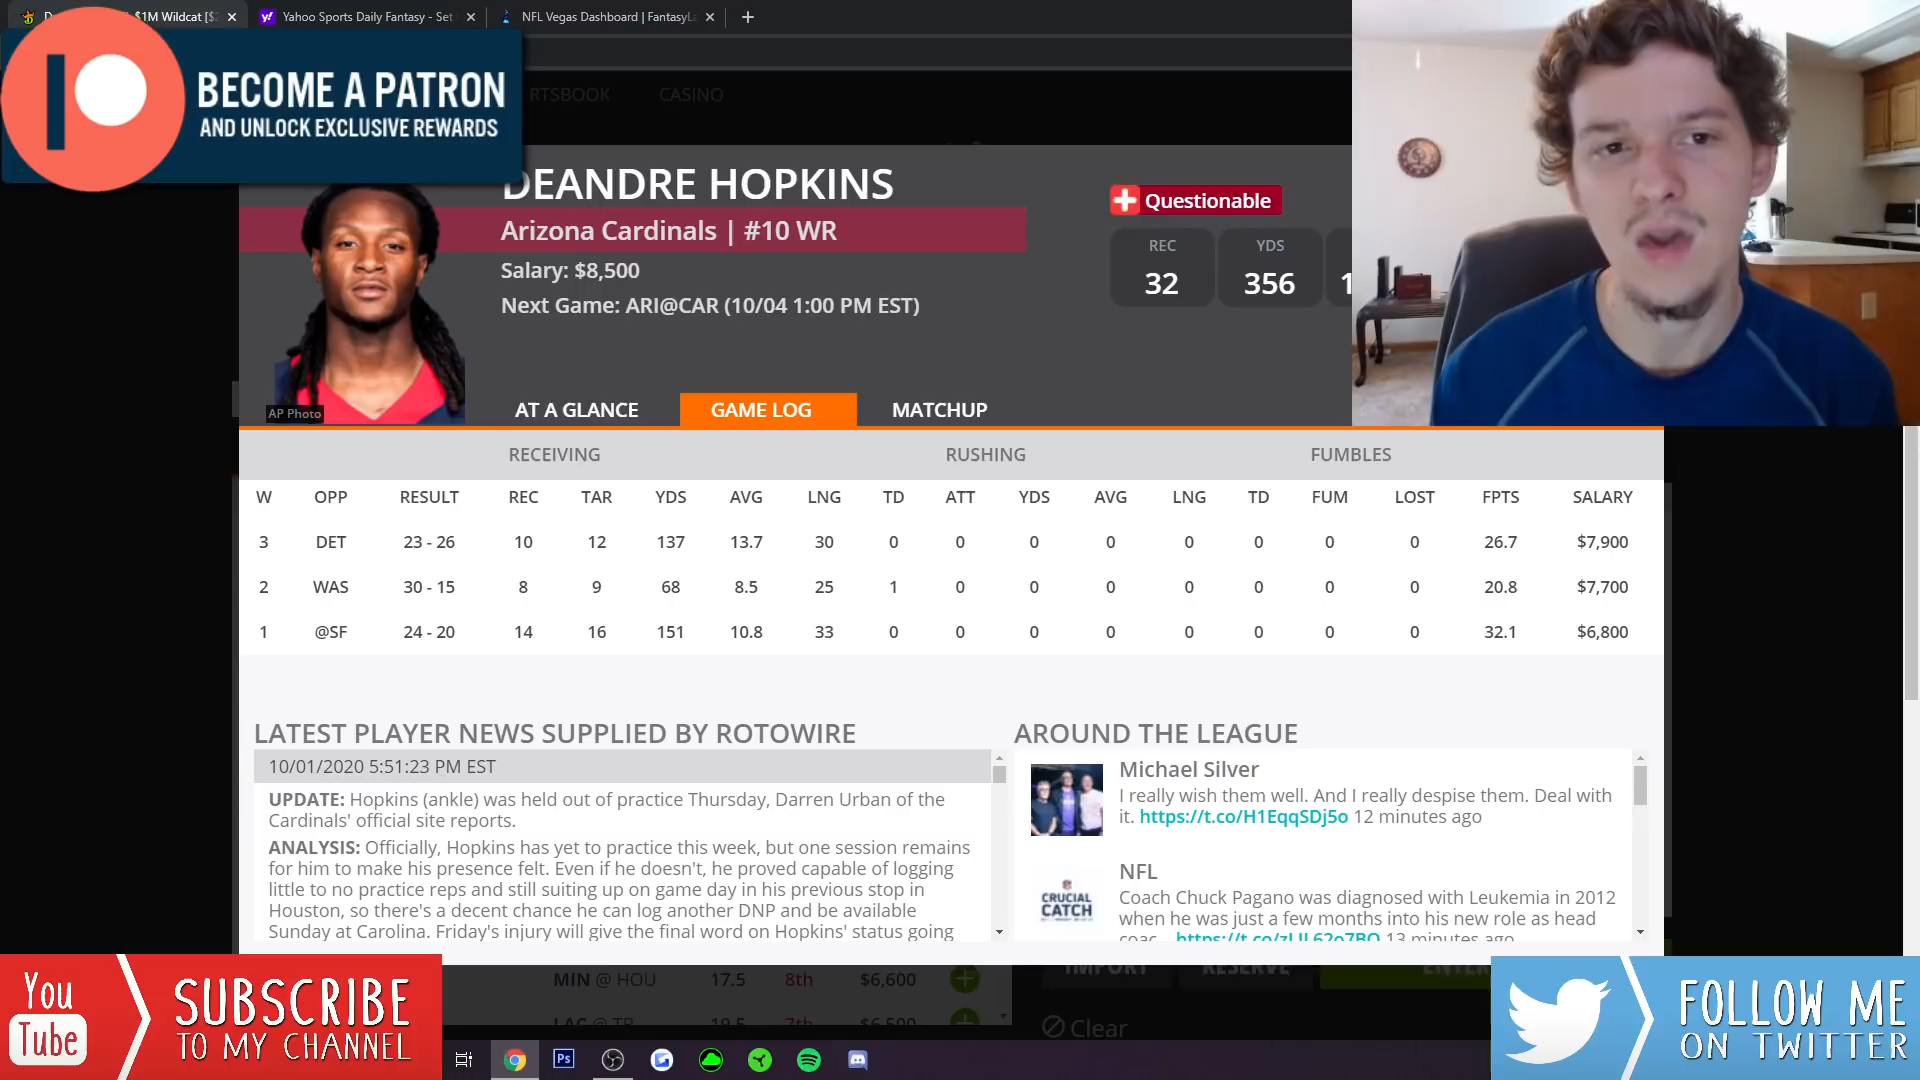 $1M Wildcat [$
Yahoo Sports Daily Fantasy - Set
NFL Vegas Dashboard | FantasyL
BECOME A PATRON
AND UNLOCK EXCLUSIVE REWARDS
RTSBOOK CASINO
DEANDRE HOPKINS
Arizona Cardinals | #10 WR
Salary: $8,500
Next Game: ARI@CAR (10/04 1:00 PM EST)
Questionable
REC YDS
32 356 1
AP Photo
AT A GLANCE GAME LOG MATCHUP
RECEIVING RUSHING FUMBLES
W OPP RESULT REC TAR YDS AVG LNG TD ATT YDS AVG LNG TD FUM LOST FPTS SALARY
3 DET 23 - 26 10 12 137 13.7 30 0 0 0 0 0 0 0 0 26.7 $7,900
2 WAS 30 - 15 8 9 68 8.5 25 1 0 0 0 0 0 0 0 20.8 $7,700
1 @SF 24 - 20 14 16 151 10.8 33 0 0 0 0 0 0 0 0 32.1 $6,800
LATEST PLAYER NEWS SUPPLIED BY ROTOWIRE
10/01/2020 5:51:23 PM EST
UPDATE: Hopkins (ankle) was held out of practice Thursday, Darren Urban of the
Cardinals' official site reports.
ANALYSIS: Officially, Hopkins has yet to practice this week, but one session remains
for him to make his presence felt. Even if he doesn't, he proved capable of logging
little to no practice reps and still suiting up on game day in his previous stop in
Houston, so there's a decent chance he can log another DNP and be available
Sunday at Carolina. Friday's injury will give the final word on Hopkins' status going
AROUND THE LEAGUE
Michael Silver
I really wish them well. And I really despise them. Deal with
it. https://t.co/H1EqqSDj5o 12 minutes ago
NFL
CRUCIAL
CATCH
Coach Chuck Pagano was diagnosed with Leukemia in 2012
when he was just a few months into his new role as head
coac... 13 minutes ago
MIN @ HOU 17.5 8th $6,600
LAC @ TB 19.5 7th $6,500
IMPORT RESERVE ENTER
Clear
You
Tube
SUBSCRIBE
TO MY CHANNEL
Ps
FOLLOW ME
ON TWITTER